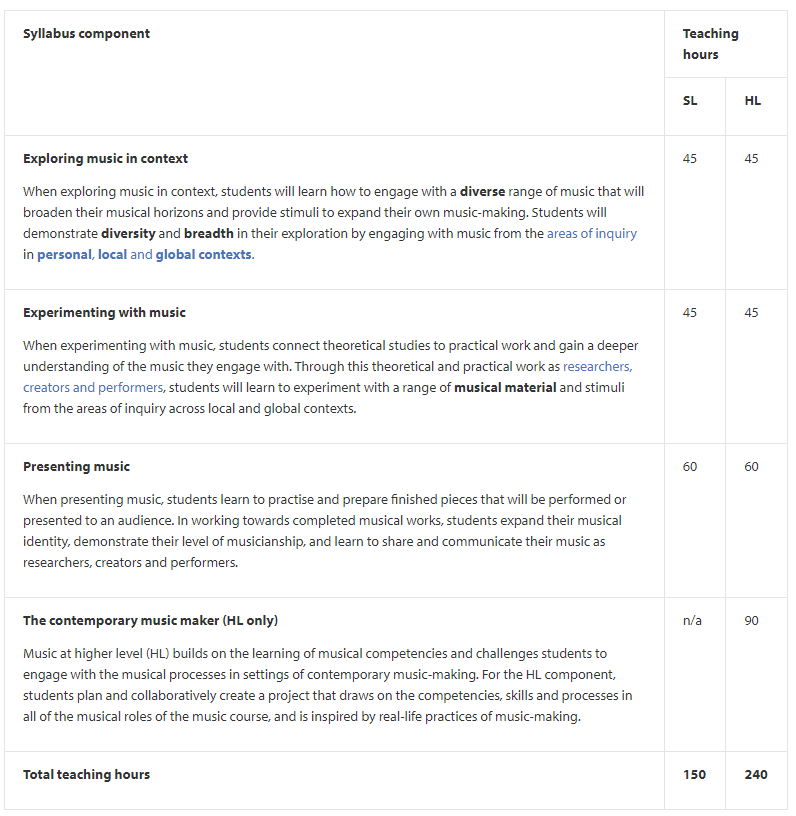 Syllabus component
Teaching
hours
SL
HL
Exploring music in context
45
45
When exploring music in context, students will learn how to engage with a diverse range of music that will
broaden their musical horizons and provide stimuli to expand their own music-making. Students will
demonstrate diversity and breadth in their exploration by engaging with music from the areas of inquiry
in personal, local and global contexts.
Experimenting with music
45
45
When experimenting with music, students connect theoretical studies to practical work and gain a deeper
understanding of the music they engage with. Through this theoretical and practical work as researchers,
creators and performers, students will learn to experiment with a range of musical material and stimuli
from the areas of inquiry across local and global contexts.
Presenting music
60
60
When presenting music, students learn to practise and prepare finished pieces that will be performed or
presented to an audience. In working towards completed musical works, students expand their musical
identity, demonstrate their level of musicianship, and learn to share and communicate their music as
researchers, creators and performers.
The contemporary music maker (HL only)
n/a
90
Music at higher level (HL) builds on the learning of musical competencies and challenges students to
engage with the musical processes in settings of contemporary music-making. For the HL component,
students plan and collaboratively create a project that draws on the competencies, skills and processes in
all of the musical roles of the music course, and is inspired by real-life practices of music-making.
Total teaching hours
150
240